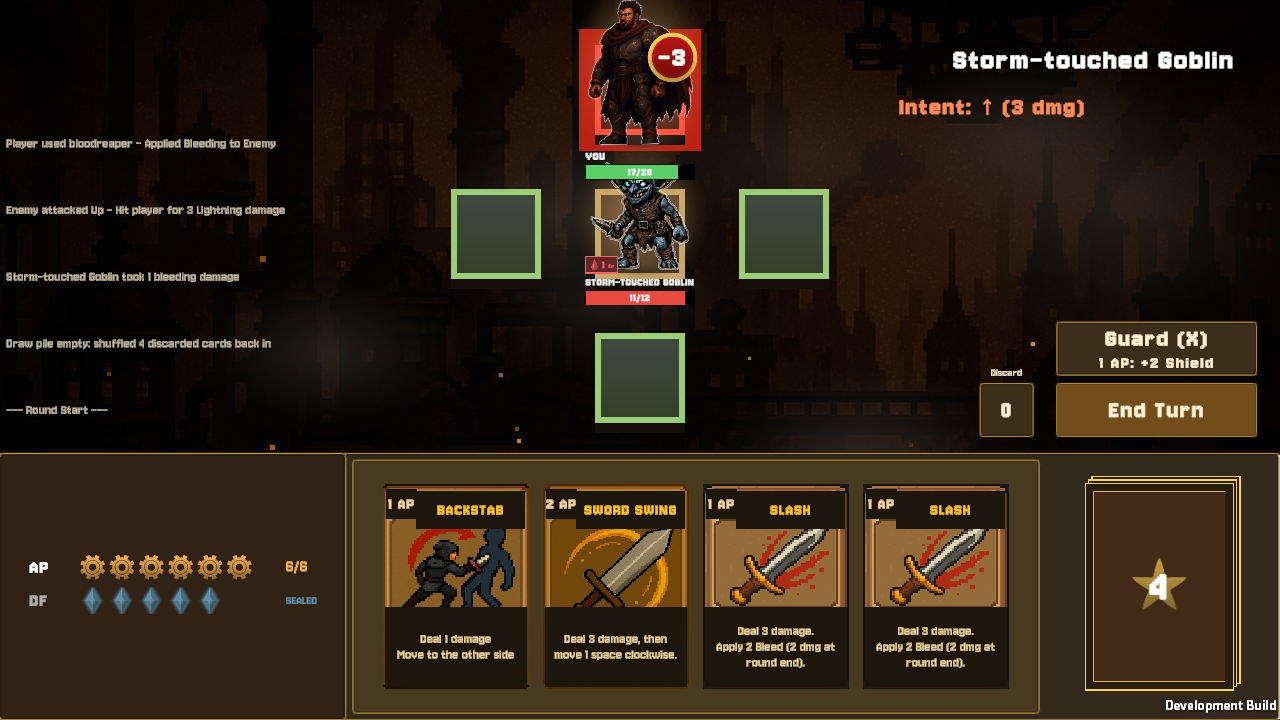 Storm-touched Goblin
Intent: ↑ (3 dmg)
-3
YOU
17/20
Player used bloodreaper - Applied Bleeding to Enemy
Enemy attacked Up - Hit player for 3 Lightning damage
Storm-touched Goblin took 1 bleeding damage
Draw pile empty: shuffled 4 discarded cards back in
--- Round Start ---
1
STORM-TOUCHED GOBLIN
11/12
Guard (X)
1 AP: +2 Shield
Discard
0
End Turn
AP
6/6
DF
SEALED
1 AP
BACKSTAB
Deal 1 damage
Move to the other side
2 AP
SWORD SWING
Deal 3 damage, then
move 1 space clockwise.
1 AP
SLASH
Deal 3 damage.
Apply 2 Bleed (2 dmg at
round end).
1 AP
SLASH
Deal 3 damage.
Apply 2 Bleed (2 dmg at
round end).
4
Development Build